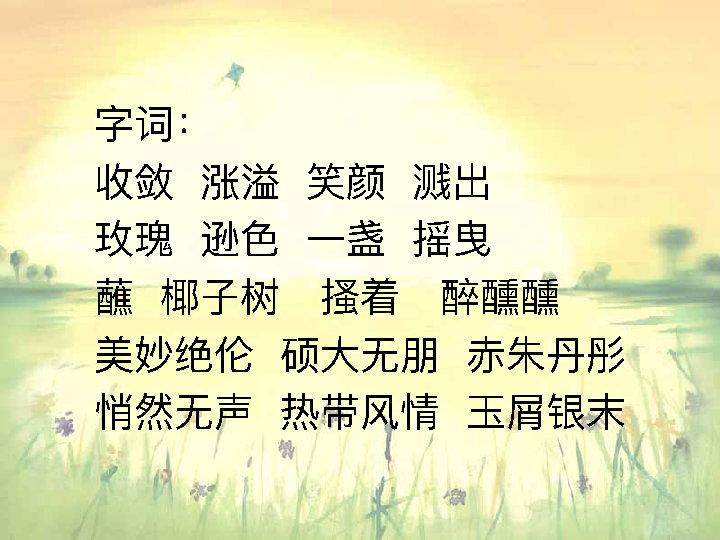 字词：
收敛 涨溢 笑颜 溅出
玫瑰 逊色 一盏 摇曳
蘸 椰子树 搔着 醉醺醺
美妙绝伦 硕大无朋 赤朱丹彤
悄然无声 热带风情 玉屑银末